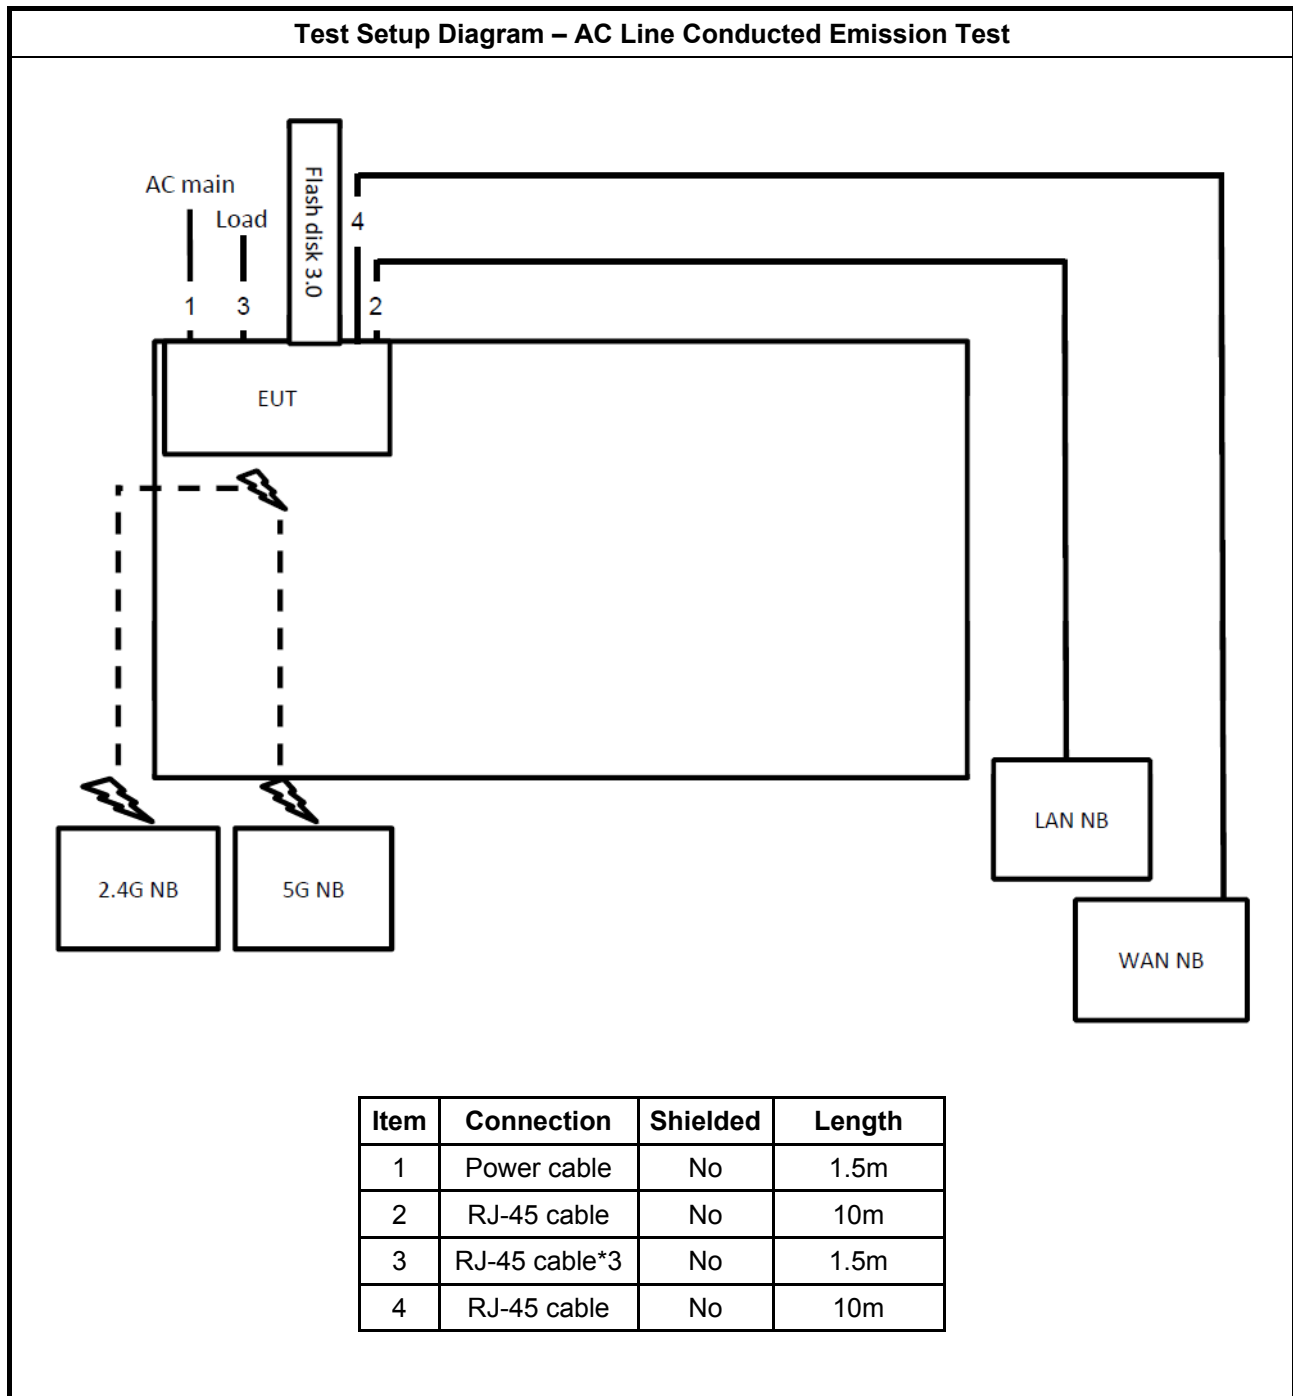 Test Setup Diagram – AC Line Conducted Emission Test
AC main
Load
Flash disk 3.0
4
1
3
2
EUT
LAN NB
2.4G NB
5G NB
WAN NB
Item Connection Shielded Length
1 Power cable No 1.5m
2 RJ-45 cable No 10m
3 RJ-45 cable*3 No 1.5m
4 RJ-45 cable No 10m